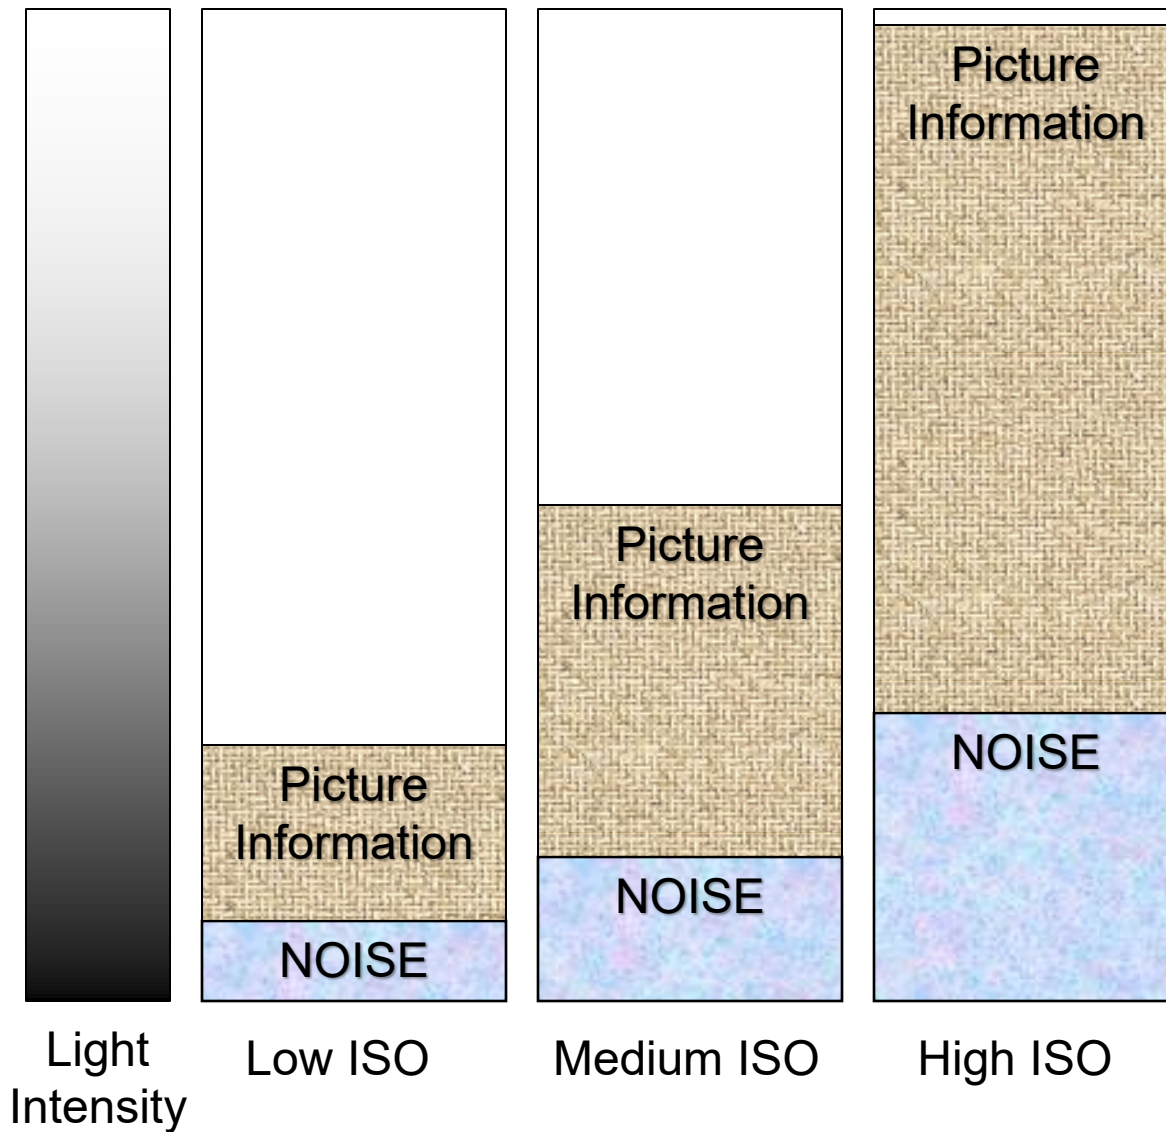 Picture
Information
NOISE
Picture
Information
NOISE
Picture
Information
NOISE
Light
Intensity
Low ISO
Medium ISO
High ISO